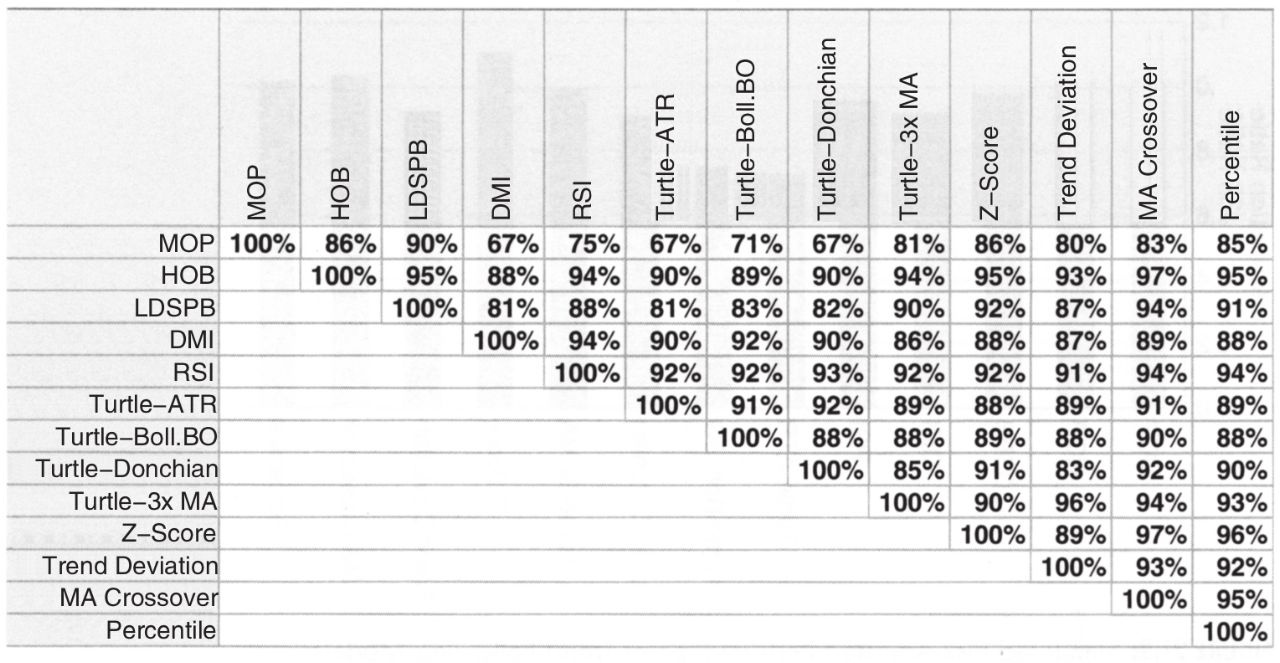 MOP HOB LDSPB DMI RSI Turtle−ATR Turtle−Boll.BO Turtle−Donchian Turtle−3x MA Z−Score Trend Deviation MA Crossover Percentile
MOP 100% 86% 90% 67% 75% 67% 71% 67% 81% 86% 80% 83% 85%
HOB 100% 95% 88% 94% 90% 89% 90% 94% 95% 93% 97% 95%
LDSPB 100% 81% 88% 81% 83% 82% 90% 92% 87% 94% 91%
DMI 100% 94% 90% 92% 90% 86% 88% 87% 89% 88%
RSI 100% 92% 92% 93% 92% 92% 91% 94% 94%
Turtle−ATR 100% 91% 92% 89% 88% 89% 91% 89%
Turtle−Boll.BO 100% 88% 88% 89% 88% 90% 88%
Turtle−Donchian 100% 85% 91% 83% 92% 90%
Turtle−3x MA 100% 90% 96% 94% 93%
Z−Score 100% 89% 97% 96%
Trend Deviation 100% 93% 92%
MA Crossover 100% 95%
Percentile 100%